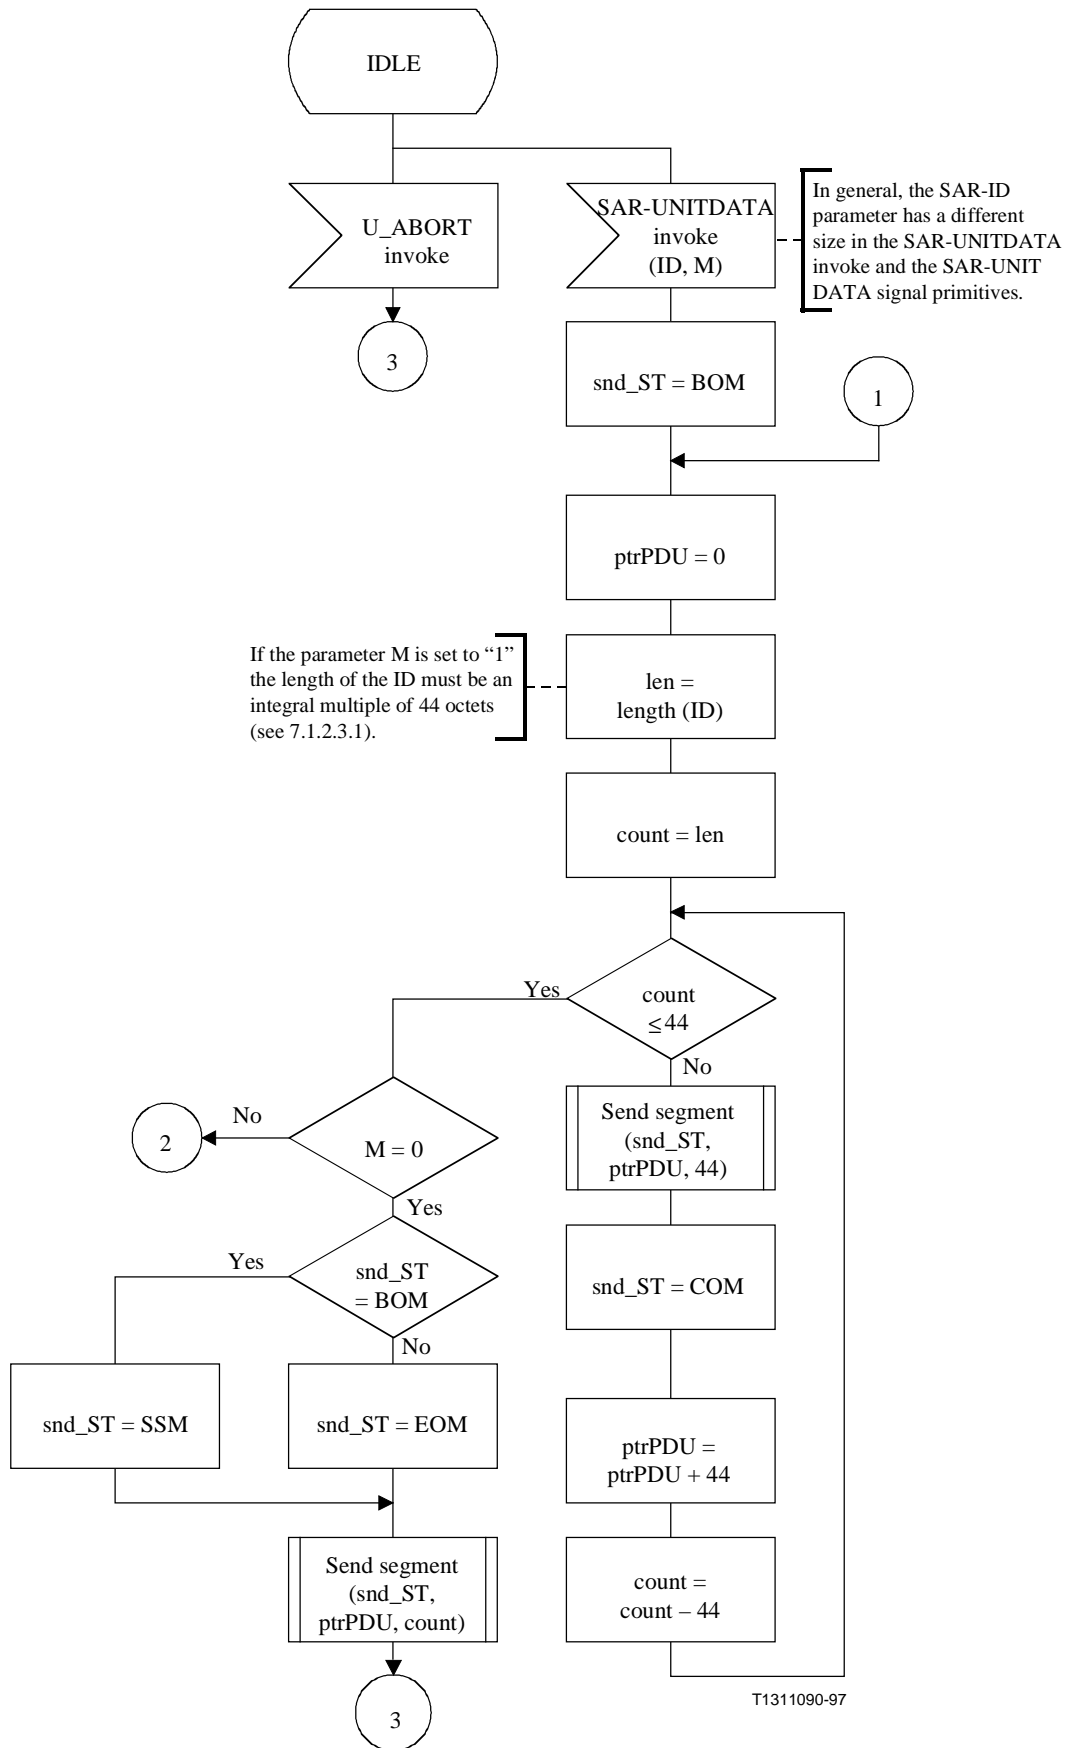 IDLE
U_ABORT
invoke
SAR-UNITDATA
invoke
(ID, M)
In general, the SAR-ID
parameter has a different
size in the SAR-UNITDATA
invoke and the SAR-UNIT
DATA signal primitives.
3
snd_ST = BOM
1
ptrPDU = 0
If the parameter M is set to “1”
the length of the ID must be an
integral multiple of 44 octets
(see 7.1.2.3.1).
len =
length (ID)
count = len
Yes
count
≤ 44
No
No
2
M = 0
Yes
Send segment
(snd_ST,
ptrPDU, 44)
Yes
snd_ST
= BOM
No
snd_ST = COM
snd_ST = SSM
snd_ST = EOM
ptrPDU =
ptrPDU + 44
Send segment
(snd_ST,
ptrPDU, count)
count =
count – 44
3
T1311090-97